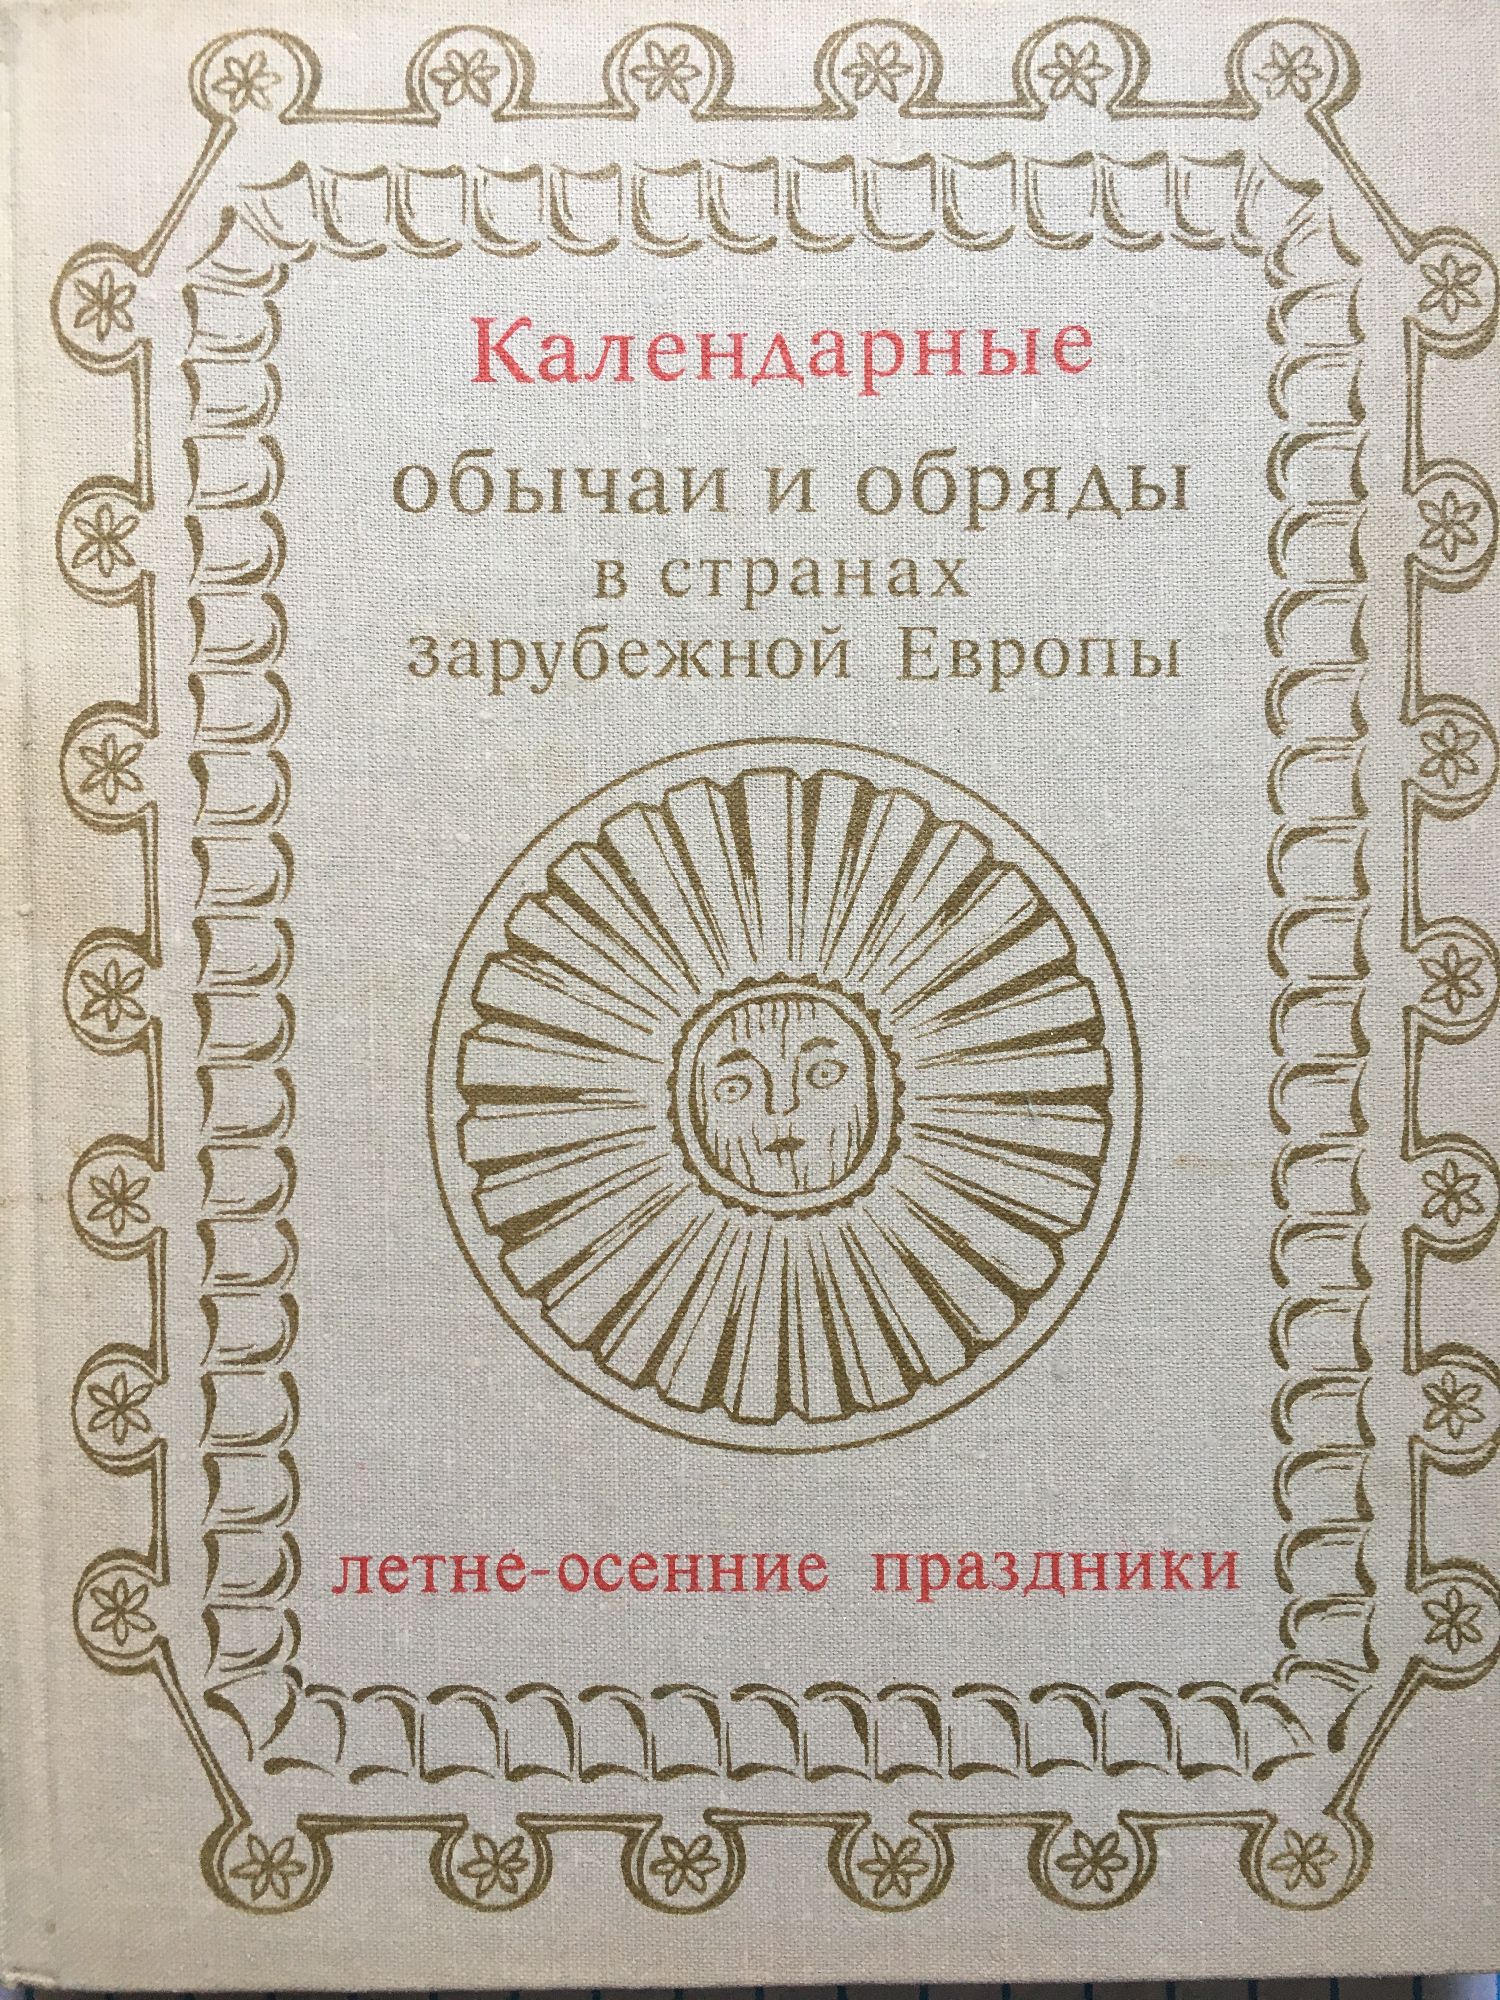 Календарные
обычаи и обряды
в странах
зарубежной Европы
летне-осенние праздники